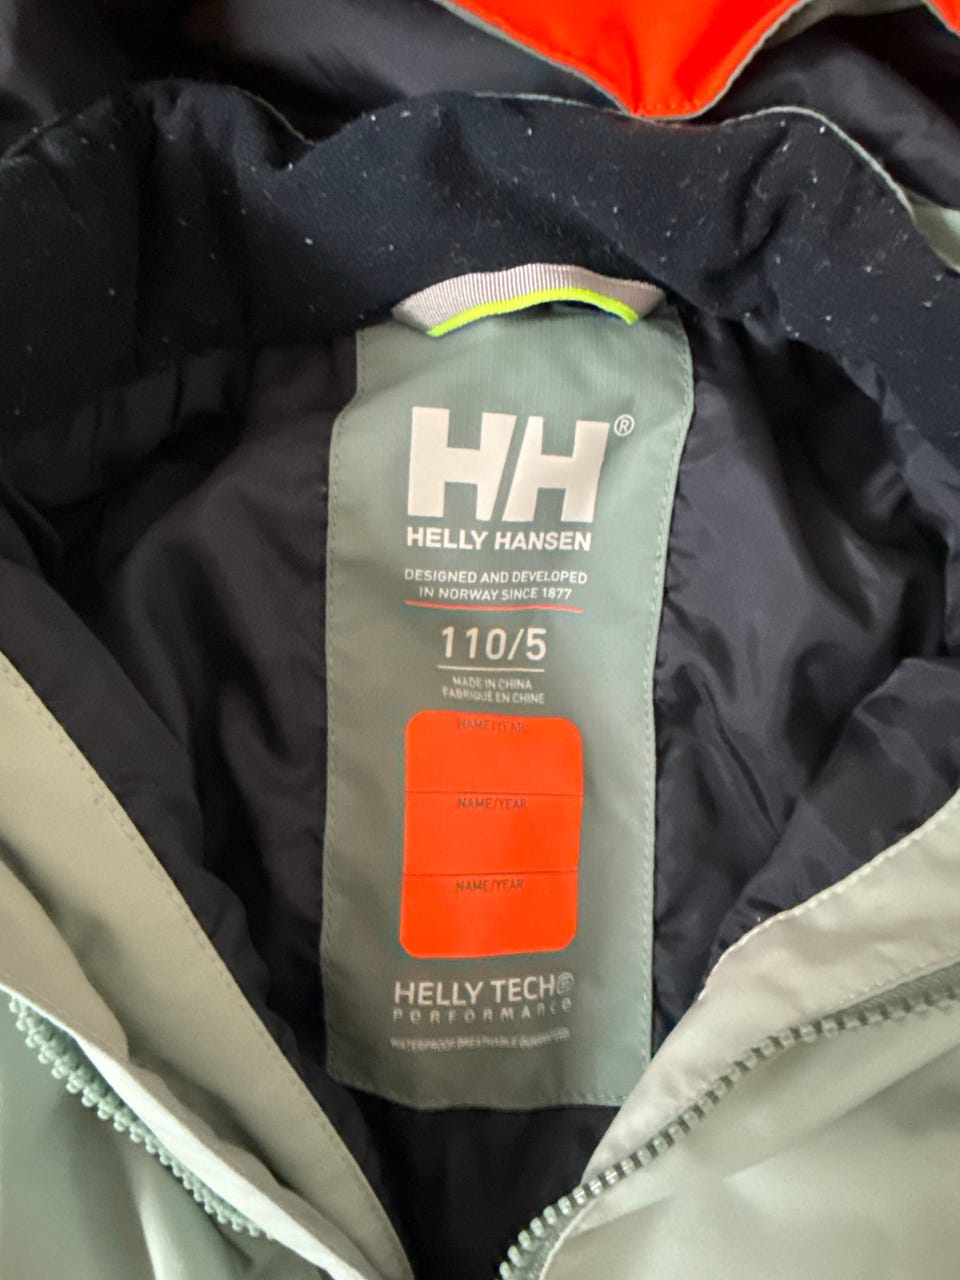 HH®
HELLY HANSEN
DESIGNED AND DEVELOPED
IN NORWAY SINCE 1877
110/5
MADE IN CHINA
FABRIQUÉ EN CHINE
NAME/YEAR
NAME/YEAR
NAME/YEAR
HELLY TECH®
PERFORMANCE
WATERPROOF BREATHABLE GUARANTEED